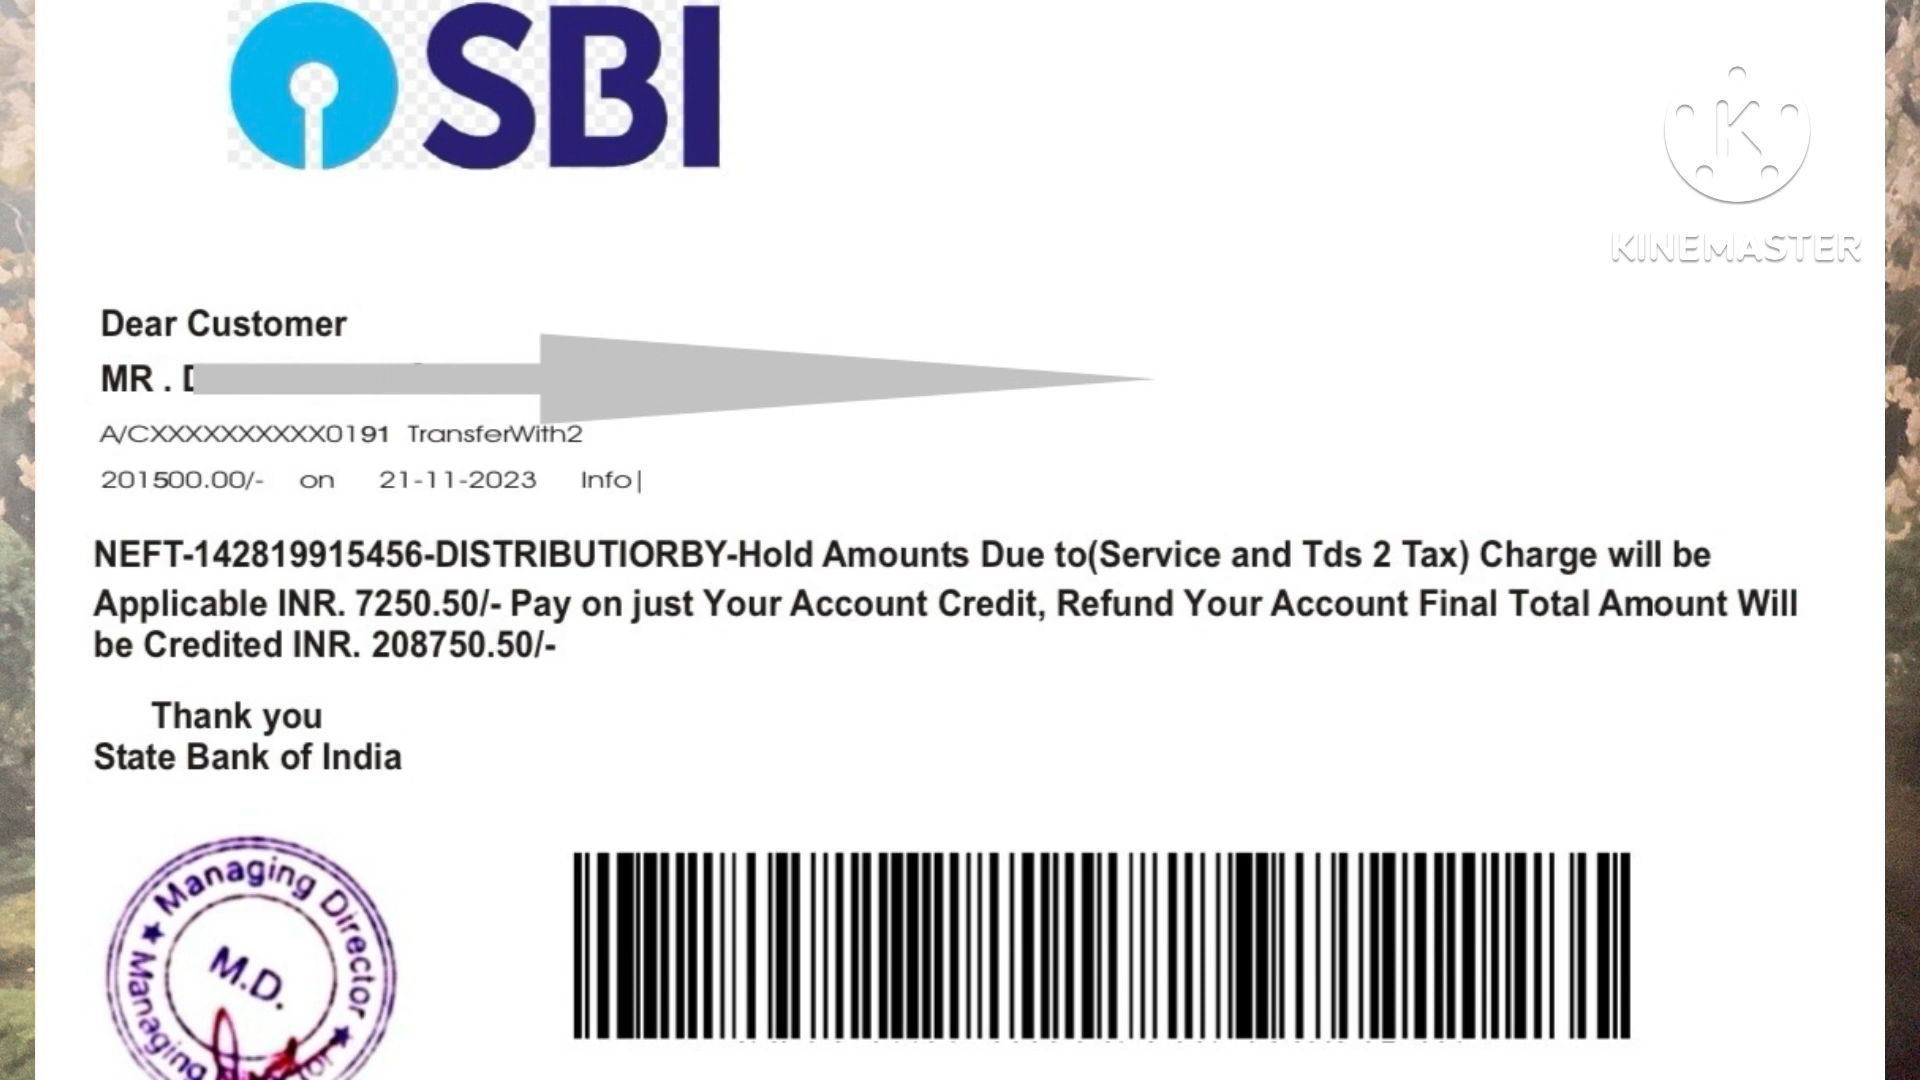 SBI
KINEMASTER
Dear Customer
MR . D
A/CXXXXXXXXXX0191 TransferWith2
201500.00/- on 21-11-2023 Info|
NEFT-142819915456-DISTRIBUTIORBY-Hold Amounts Due to(Service and Tds 2 Tax) Charge will be
Applicable INR. 7250.50/- Pay on just Your Account Credit, Refund Your Account Final Total Amount Will
be Credited INR. 208750.50/-
Thank you
State Bank of India
Managing Director
M.D.
Managing